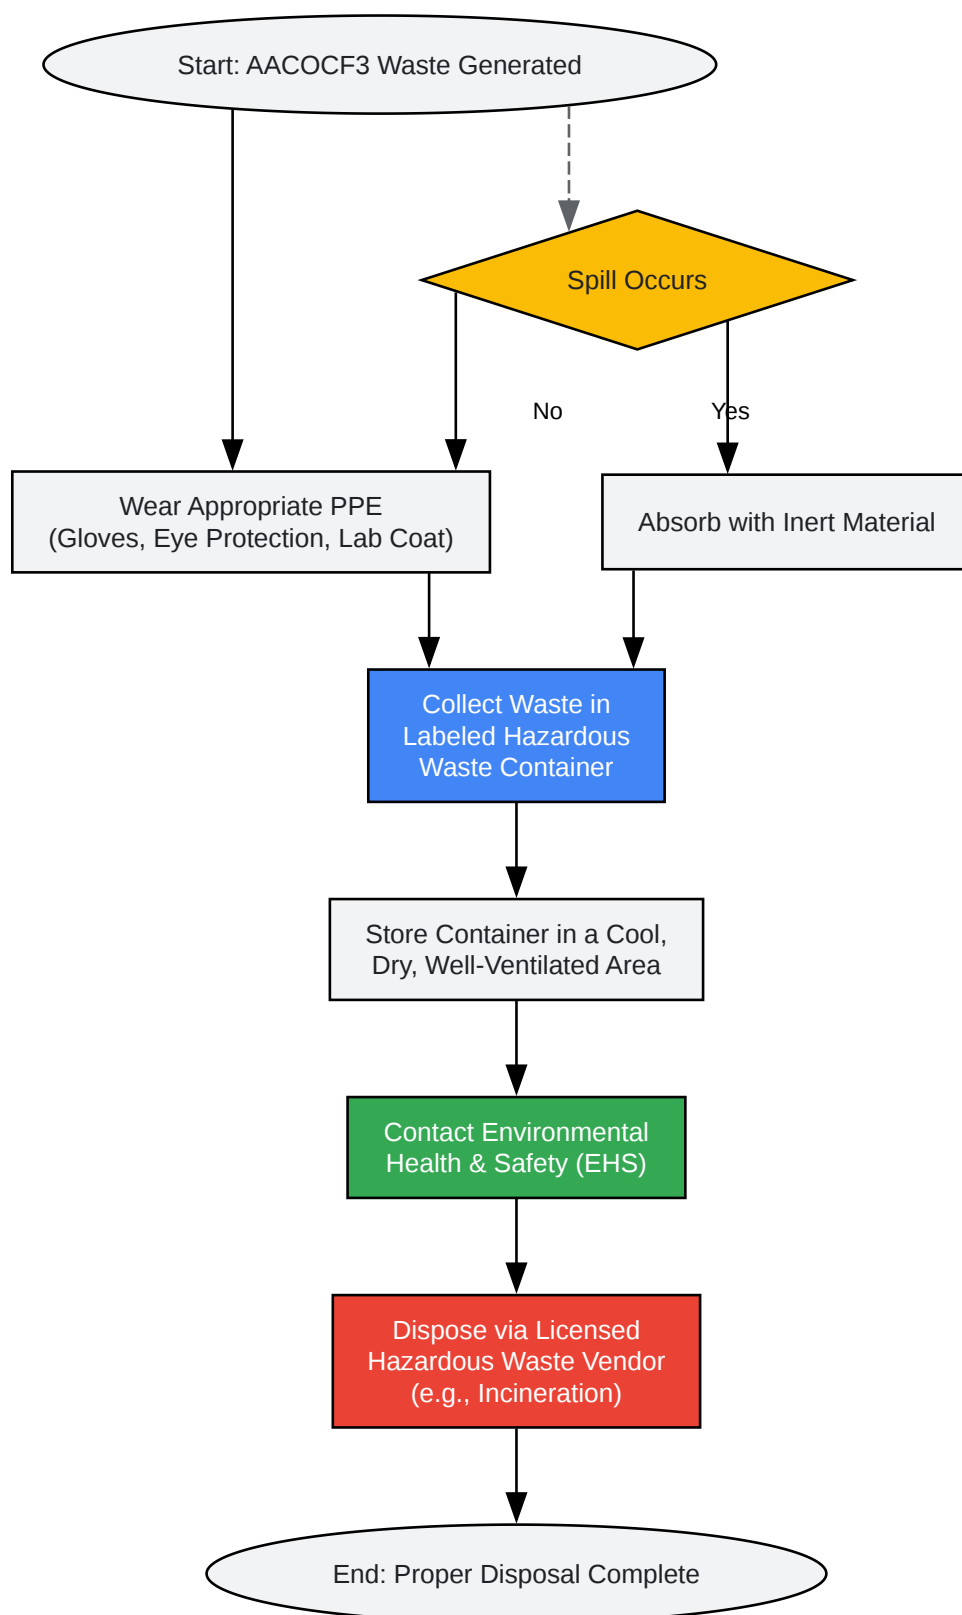 Start: AACOCF3 Waste Generated
Spill Occurs
No
Yes
Wear Appropriate PPE
(Gloves, Eye Protection, Lab Coat)
Absorb with Inert Material
Collect Waste in
Labeled Hazardous
Waste Container
Store Container in a Cool,
Dry, Well-Ventilated Area
Contact Environmental
Health & Safety (EHS)
Dispose via Licensed
Hazardous Waste Vendor
(e.g., Incineration)
End: Proper Disposal Complete